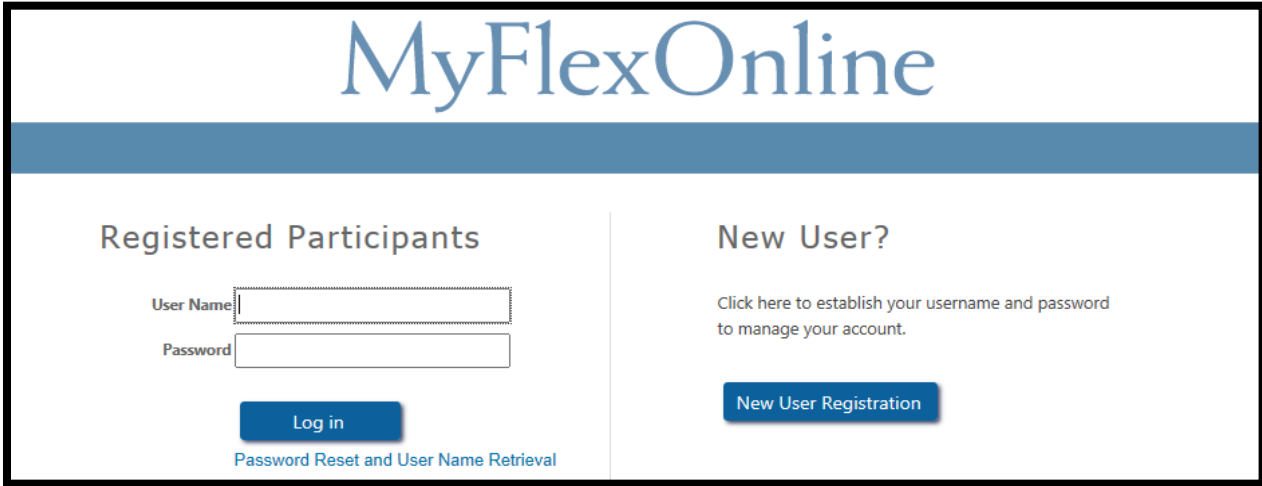 MyFlexOnline
Registered Participants
User Name
Password
Log in
Password Reset and User Name Retrieval
New User?
Click here to establish your username and password
to manage your account.
New User Registration